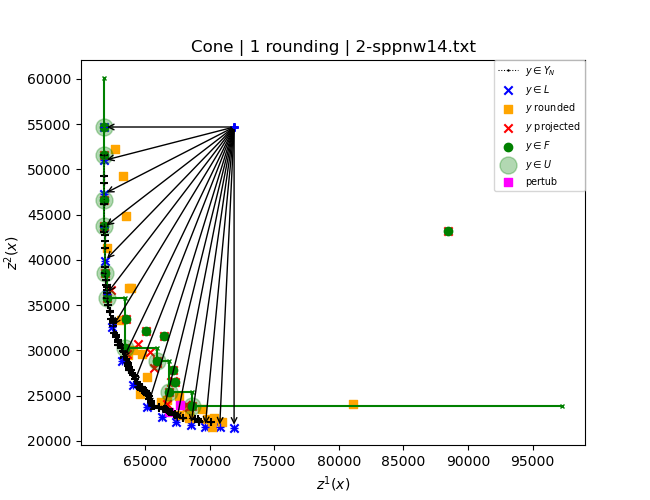 Cone | 1 rounding | 2-sppnw14.txt
60000
55000
50000
45000
40000
35000
30000
25000
20000
z²(x)
y ∈ Y_N
y ∈ L
y rounded
y projected
y ∈ F
y ∈ U
pertub
65000 70000 75000 80000 85000 90000 95000
z¹(x)